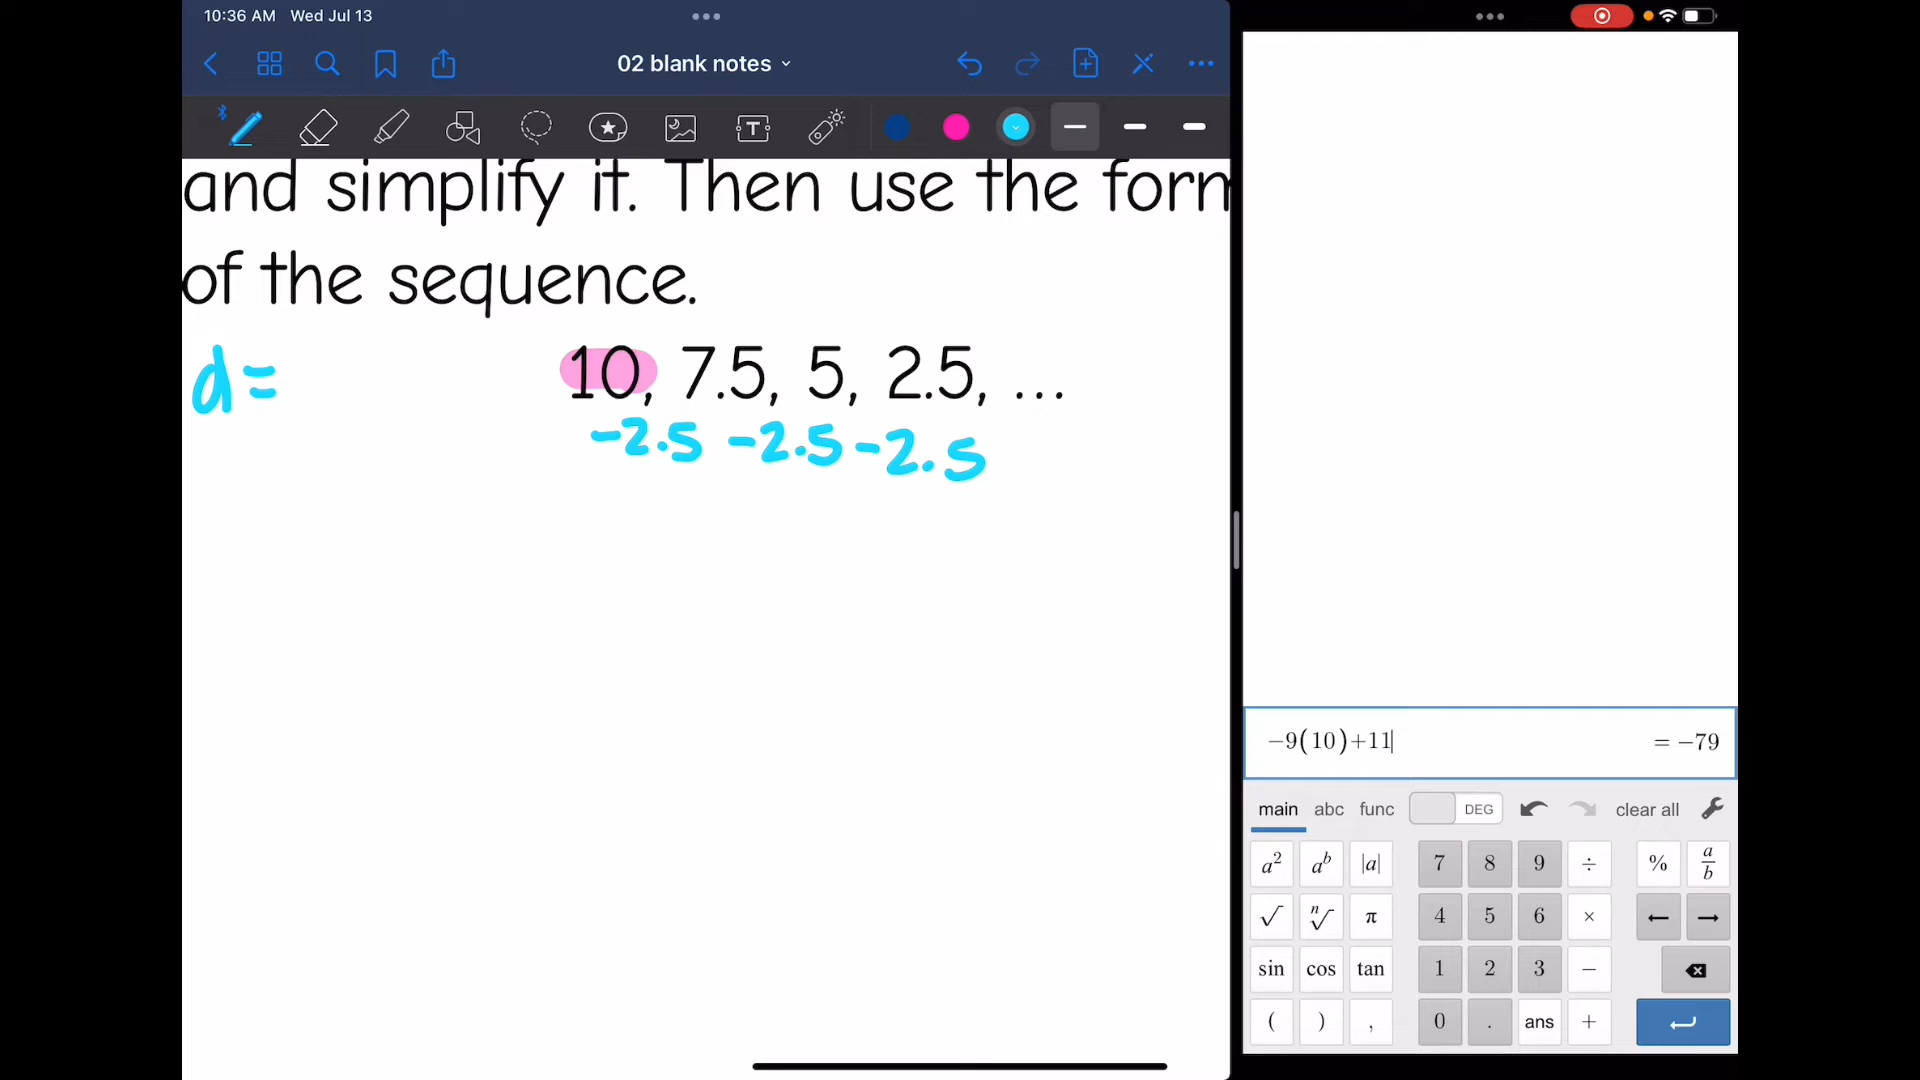 10:36 AM Wed Jul 13
02 blank notes
T
and simplify it. Then use the form
of the sequence.
d= 10, 7.5, 5, 2.5, ...
-2.5 -2.5 -2.5
−9(10)+11 = −79
main abc func DEG clear all
a² aᵇ |a| 7 8 9 ÷ % a/b
√ ⁿ√ π 4 5 6 × ← →
sin cos tan 1 2 3 −
( ) , 0 . ans +